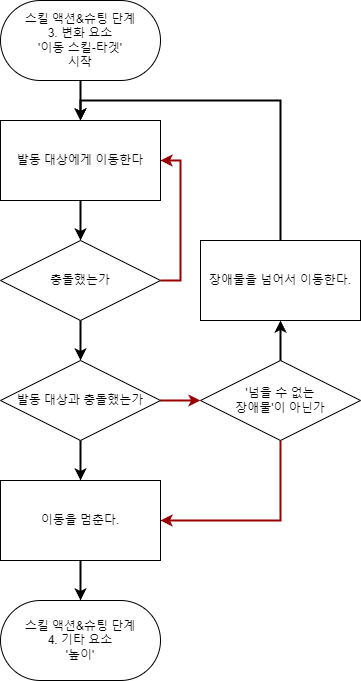 스킬 액션&슈팅 단계
3. 변화 요소
'이동 스킬-타겟'
시작
발동 대상에게 이동한다
충돌했는가
장애물을 넘어서 이동한다.
발동 대상과 충돌했는가
'넘을 수 없는
장애물'이 아닌가
이동을 멈춘다.
스킬 액션&슈팅 단계
4. 기타 요소
'높이'